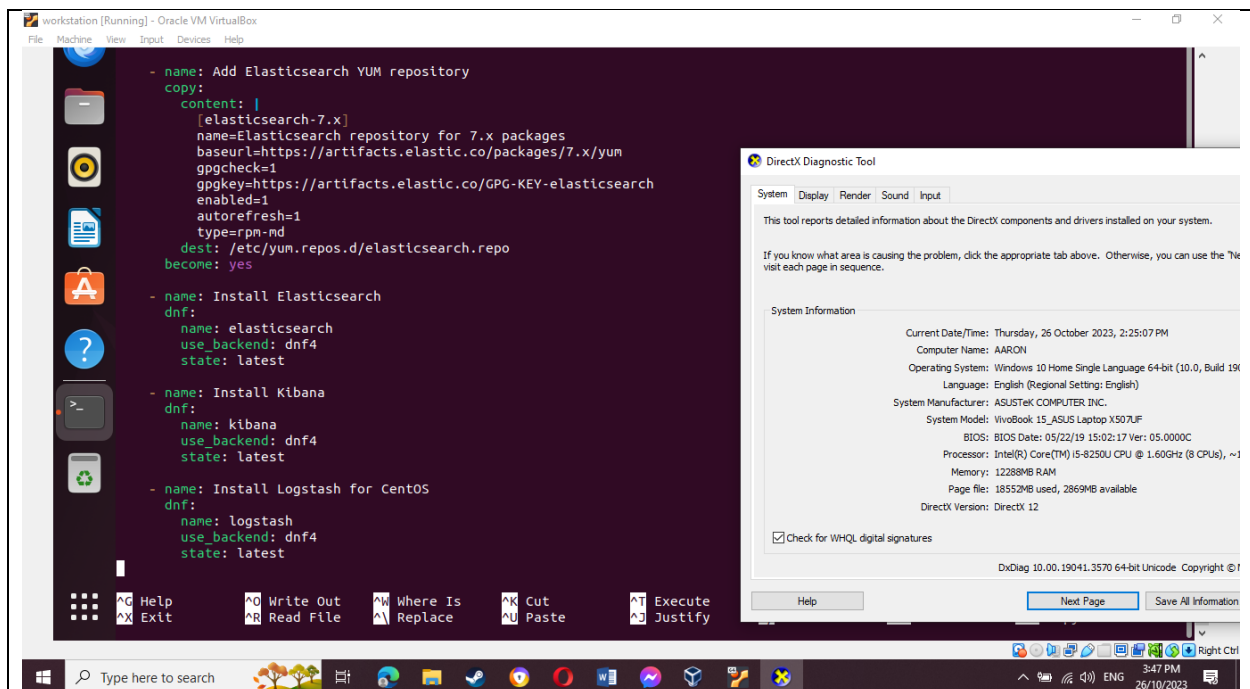 workstation [Running] - Oracle VM VirtualBox
File Machine View Input Devices Help
- name: Add Elasticsearch YUM repository
copy:
content: |
[elasticsearch-7.x]
name=Elasticsearch repository for 7.x packages
baseurl=https://artifacts.elastic.co/packages/7.x/yum
gpgcheck=1
gpgkey=https://artifacts.elastic.co/GPG-KEY-elasticsearch
enabled=1
autorefresh=1
type=rpm-md
dest: /etc/yum.repos.d/elasticsearch.repo
become: yes
- name: Install Elasticsearch
dnf:
name: elasticsearch
use_backend: dnf4
state: latest
- name: Install Kibana
dnf:
name: kibana
use_backend: dnf4
state: latest
- name: Install Logstash for CentOS
dnf:
name: logstash
use_backend: dnf4
state: latest
^G Help ^O Write Out ^W Where Is ^K Cut ^T Execute
^X Exit ^R Read File ^\ Replace ^U Paste ^J Justify
DirectX Diagnostic Tool
System Display Render Sound Input
This tool reports detailed information about the DirectX components and drivers installed on your system.
If you know what area is causing the problem, click the appropriate tab above. Otherwise, you can use the "Ne
visit each page in sequence.
System Information
Current Date/Time: Thursday, 26 October 2023, 2:25:07 PM
Computer Name: AARON
Operating System: Windows 10 Home Single Language 64-bit (10.0, Build 190
Language: English (Regional Setting: English)
System Manufacturer: ASUSTeK COMPUTER INC.
System Model: VivoBook 15_ASUS Laptop X507UF
BIOS: BIOS Date: 05/22/19 15:02:17 Ver: 05.0000C
Processor: Intel(R) Core(TM) i5-8250U CPU @ 1.60GHz (8 CPUs), ~1
Memory: 12288MB RAM
Page file: 18552MB used, 2869MB available
DirectX Version: DirectX 12
Check for WHQL digital signatures
DxDiag 10.00.19041.3570 64-bit Unicode Copyright ©
Help Next Page Save All Information
Right Ctrl
Type here to search
ENG
3:47 PM
26/10/2023